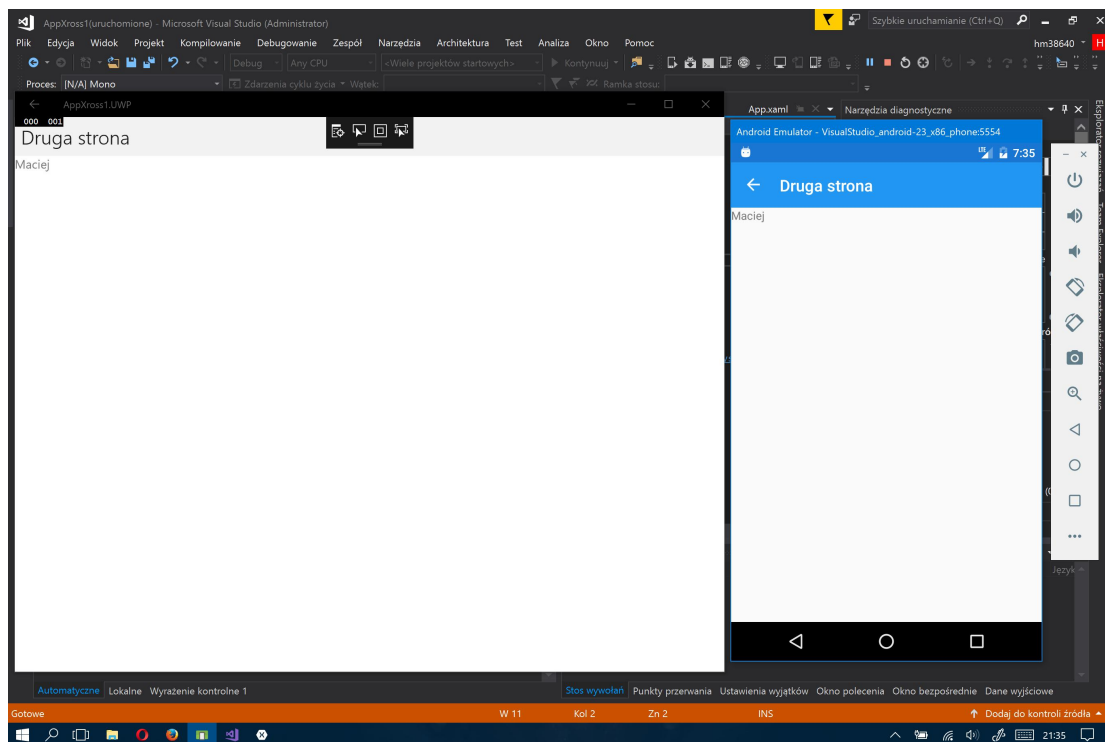 AppXross1(uruchomione) - Microsoft Visual Studio (Administrator)
Szybkie uruchamianie (Ctrl+Q)
Plik Edycja Widok Projekt Kompilowanie Debugowanie Zespół Narzędzia Architektura Test Analiza Okno Pomoc
hm38640 H
Debug Any CPU <Wiele projektów startowych> Kontynuuj
Proces: [N/A] Mono Zdarzenia cyklu życia Wątek: Ramka stosu:
AppXross1.UWP
App.xaml Narzędzia diagnostyczne
000 001
Druga strona
Maciej
Android Emulator - VisualStudio_android-23_x86_phone:5554
LTE 7:35
Druga strona
Maciej
Team Explorer
Język
Automatyczne Lokalne Wyrażenie kontrolne 1
Stos wywołań Punkty przerwania Ustawienia wyjątków Okno polecenia Okno bezpośrednie Dane wyjściowe
Gotowe W 11 Kol 2 Zn 2 INS Dodaj do kontroli źródła
21:35